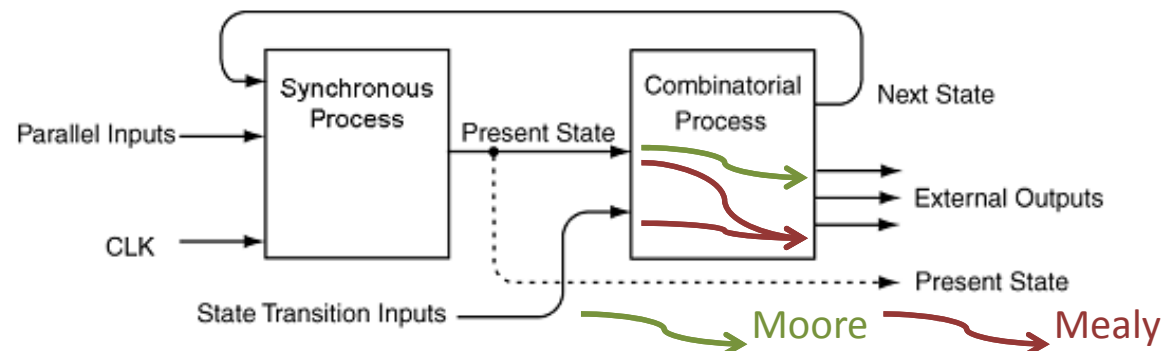 Synchronous
Process
Combinatorial
Process
Next State
Parallel Inputs
Present State
External Outputs
CLK
Present State
State Transition Inputs
Moore
Mealy